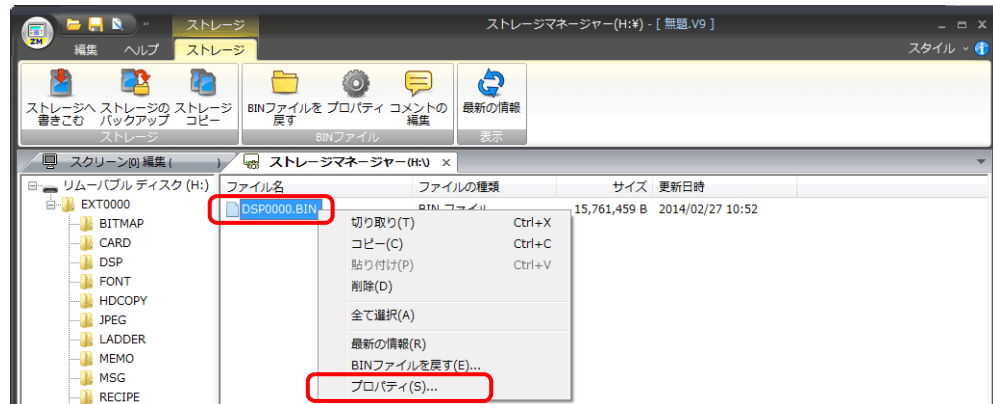 ストレージ
ストレージマネージャー(H:¥) - [ 無題.V9 ]
ZM
編集 ヘルプ ストレージ スタイル
ストレージへ ストレージの ストレージ BINファイルを プロパティ コメントの 最新の情報
書きこむ バックアップ コピー 戻す 編集
ストレージ BINファイル 表示
スクリーン[0] 編集 ( ) ストレージマネージャー(H:\) ×
リムーバブル ディスク (H:) ファイル名 ファイルの種類 サイズ 更新日時
EXT0000 DSP0000.BIN BIN ファイル 15,761,459 B 2014/02/27 10:52
BITMAP
CARD
DSP
FONT
HDCOPY
JPEG
LADDER
MEMO
MSG
RECIPE
切り取り(T) Ctrl+X
コピー(C) Ctrl+C
貼り付け(P) Ctrl+V
削除(D)
全て選択(A)
最新の情報(R)
BINファイルを戻す(E)...
プロパティ(S)...